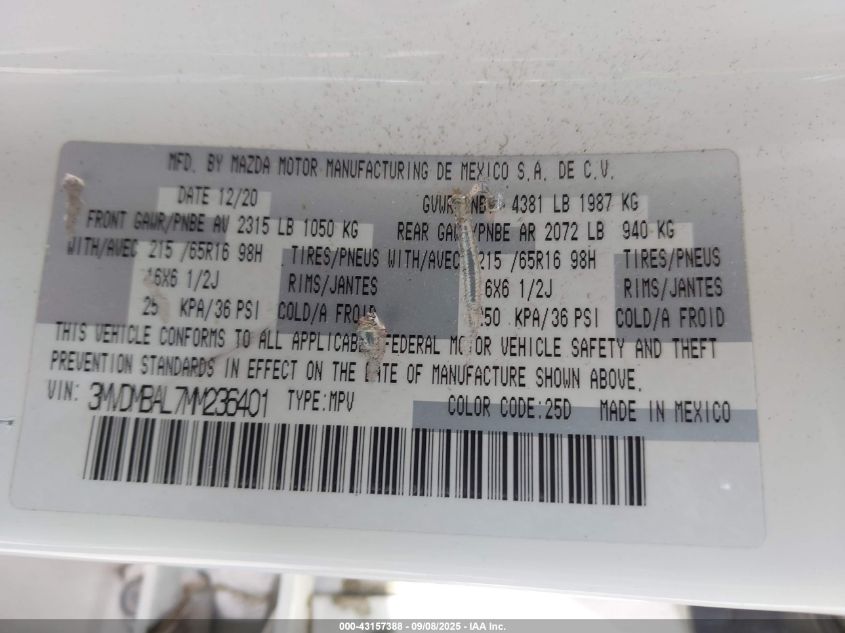 MFD. BY MAZDA MOTOR MANUFACTURING DE MEXICO S.A. DE C.V.
DATE 12/20 4381 LB 1987 KG
FRONT GAWR/PNBE AV 2315 LB 1050 KG REAR AR 2072 LB 940 KG
WITH/AVEC 215 /65R16 98H TIRES/PNEUS WITH/AVEC 215 /65R16 98H TIRES/PNEUS
6X6 1/2J RIMS/JANTES 6X6 1/2J RIMS/JANTES
KPA/36 PSI COLD/A FROID 50 KPA/36 PSI COLD/A FROID
THIS VEHICLE CONFORMS TO ALL FEDERAL VEHICLE SAFETY AND THEFT
PREVENTION STANDARDS IN EFFECT ON THE OF MANUFACTURE SHOWN ABOVE.
VIN: 3MVDMBAL7MM236401 TYPE:MPV COLOR CODE:25D MADE IN MEXICO
000-43157388 - 09/08/2025 - IAA Inc.